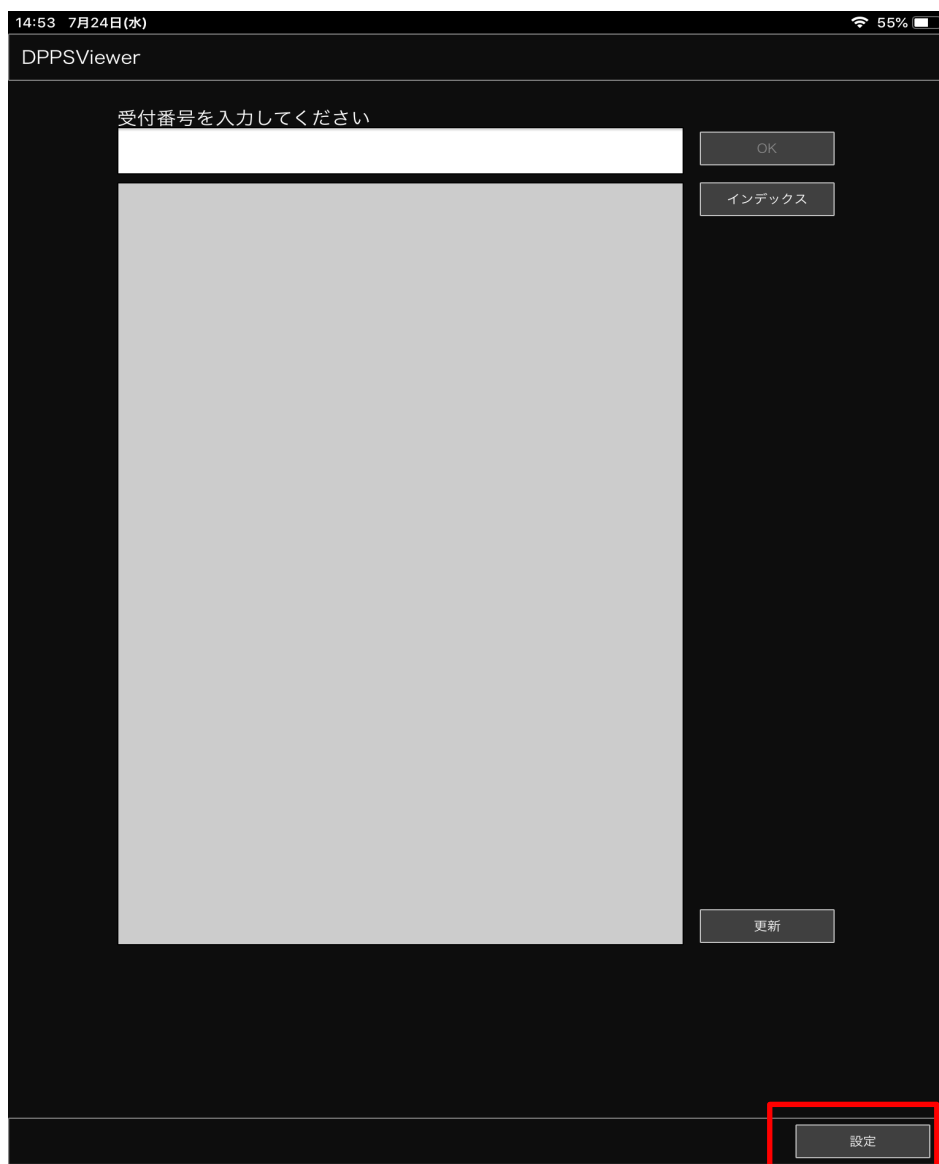 14:53 7月24日(水) 55%
DPPSViewer
受付番号を入力してください
OK
インデックス
更新
設定